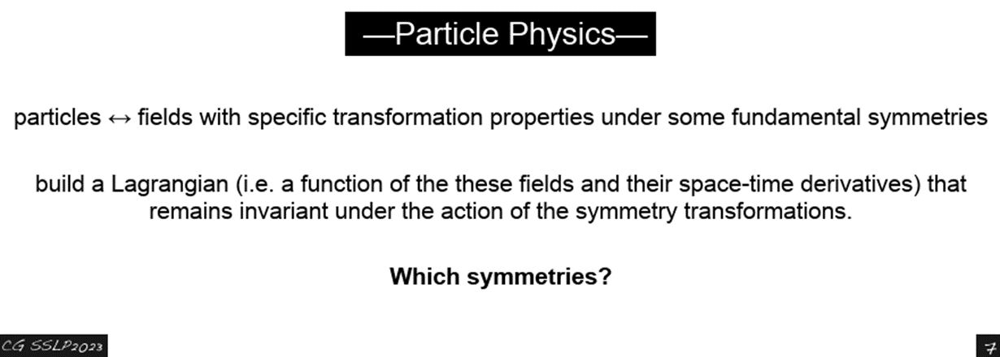 —Particle Physics—
particles ↔ fields with specific transformation properties under some fundamental symmetries
build a Lagrangian (i.e. a function of the these fields and their space-time derivatives) that
remains invariant under the action of the symmetry transformations.
Which symmetries?
CG SSLP2023
7